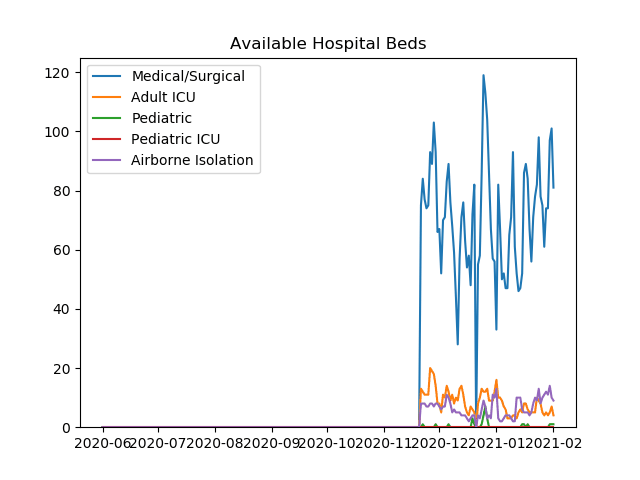 Available Hospital Beds
120
100
80
60
40
20
0
Medical/Surgical
Adult ICU
Pediatric
Pediatric ICU
Airborne Isolation
2020-06 2020-07 2020-08 2020-09 2020-10 2020-11 2020-12 2021-01 2021-02